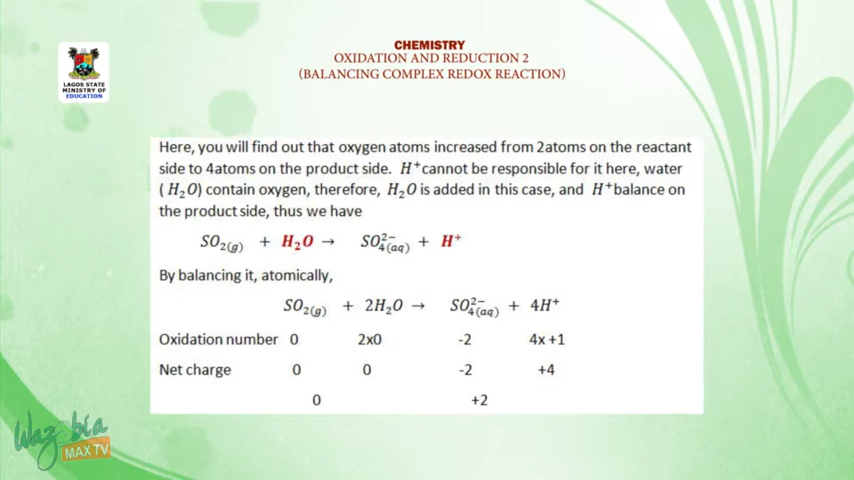 CHEMISTRY
OXIDATION AND REDUCTION 2
(BALANCING COMPLEX REDOX REACTION)
LAGOS STATE
MINISTRY OF
EDUCATION
Here, you will find out that oxygen atoms increased from 2atoms on the reactant
side to 4atoms on the product side. H⁺cannot be responsible for it here, water
( H₂O) contain oxygen, therefore, H₂O is added in this case, and H⁺balance on
the product side, thus we have
SO₂₍g₎ + H₂O → SO₄²⁻(aq) + H⁺
By balancing it, atomically,
SO₂₍g₎ + 2H₂O → SO₄²⁻(aq) + 4H⁺
Oxidation number 0 2x0 -2 4x +1
Net charge 0 0 -2 +4
0 +2
Wazobia
MAX TV